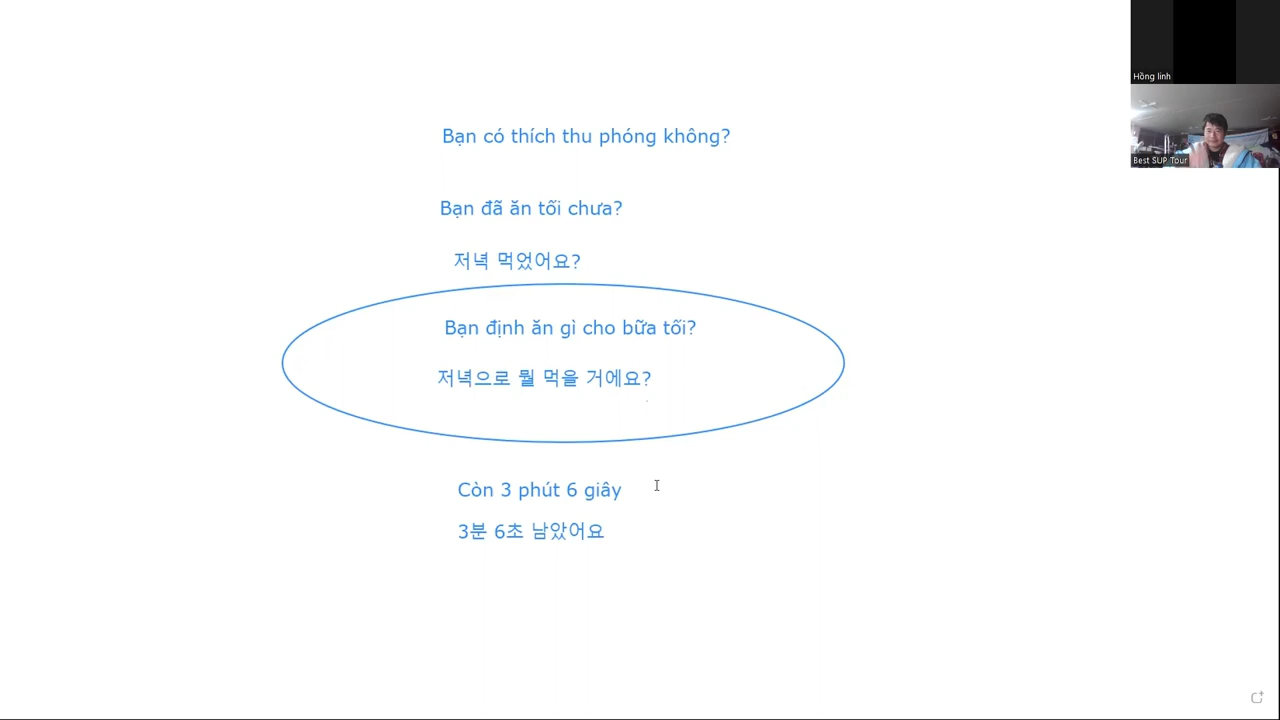 Hồng linh
Best SUP Tour
Bạn có thích thu phóng không?
Bạn đã ăn tối chưa?
저녁 먹었어요?
Bạn định ăn gì cho bữa tối?
저녁으로 뭘 먹을 거에요?
Còn 3 phút 6 giây
3분 6초 남았어요